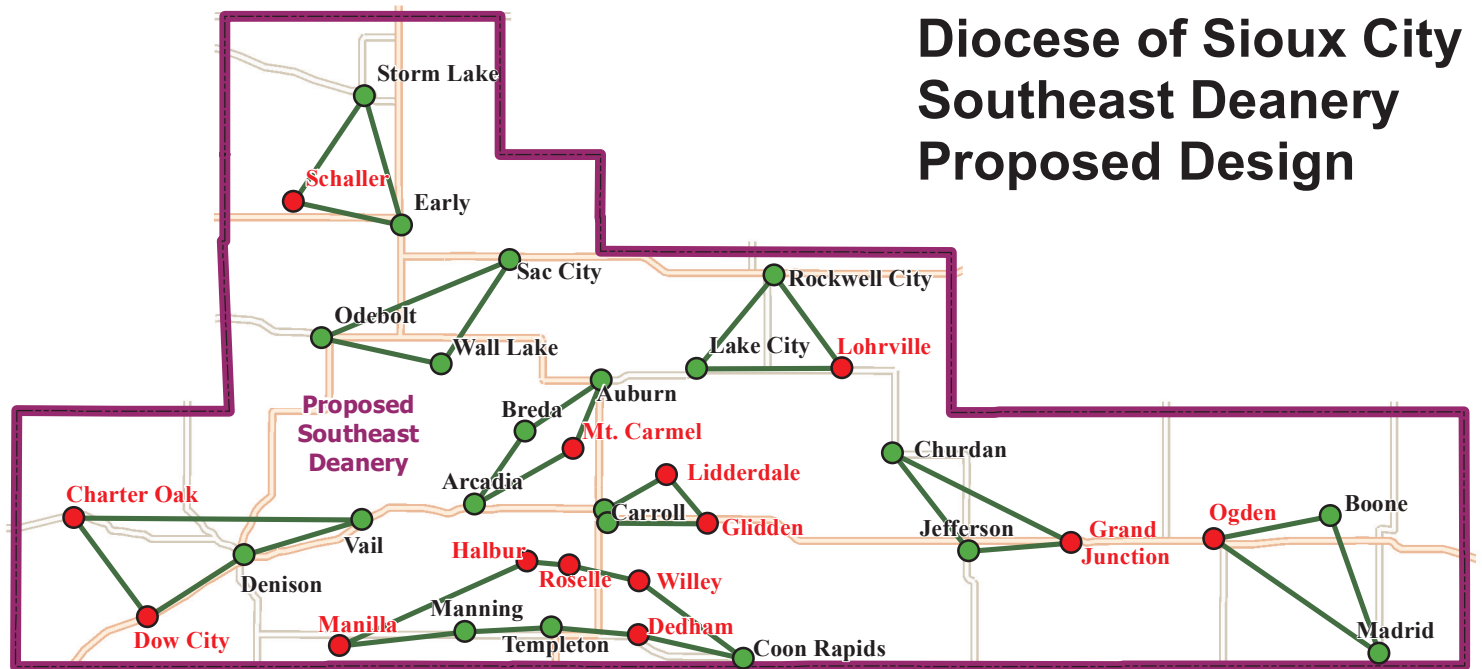 Diocese of Sioux City
Southeast Deanery
Proposed Design
Storm Lake
Schaller
Early
Sac City
Rockwell City
Odebolt
Wall Lake
Lake City
Lohrville
Auburn
Breda
Proposed
Southeast
Deanery
Mt. Carmel
Churdan
Arcadia
Lidderdale
Charter Oak
Carroll
Glidden
Jefferson
Grand
Junction
Ogden
Boone
Vail
Halbur
Roselle
Willey
Denison
Manning
Manilla
Dedham
Templeton
Dow City
Coon Rapids
Madrid